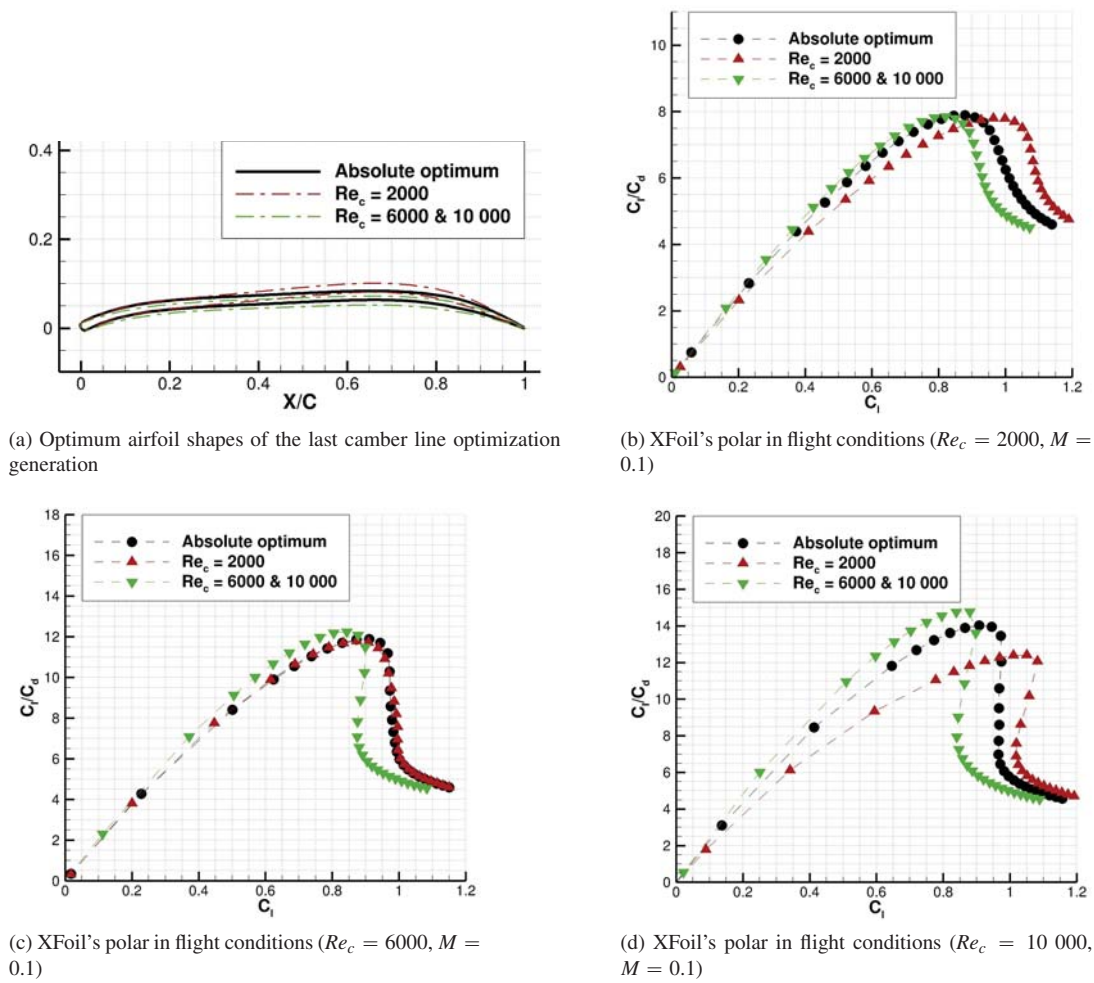 0.4
0.2
0
Absolute optimum
Re_c = 2000
Re_c = 6000 & 10 000
0 0.2 0.4 0.6 0.8 1
X/C
(a) Optimum airfoil shapes of the last camber line optimization
generation
10
8
6
4
2
0
C_l/C_d
Absolute optimum
Re_c = 2000
Re_c = 6000 & 10 000
0 0.2 0.4 0.6 0.8 1 1.2
C_l
(b) XFoil's polar in flight conditions (Re_c = 2000, M =
0.1)
18
16
14
12
10
8
6
4
2
0
C_l/C_d
Absolute optimum
Re_c = 2000
Re_c = 6000 & 10 000
0 0.2 0.4 0.6 0.8 1 1.2
C_l
(c) XFoil's polar in flight conditions (Re_c = 6000, M =
0.1)
20
18
16
14
12
10
8
6
4
2
0
C_l/C_d
Absolute optimum
Re_c = 2000
Re_c = 6000 & 10 000
0 0.2 0.4 0.6 0.8 1 1.2
C_l
(d) XFoil's polar in flight conditions (Re_c = 10 000,
M = 0.1)